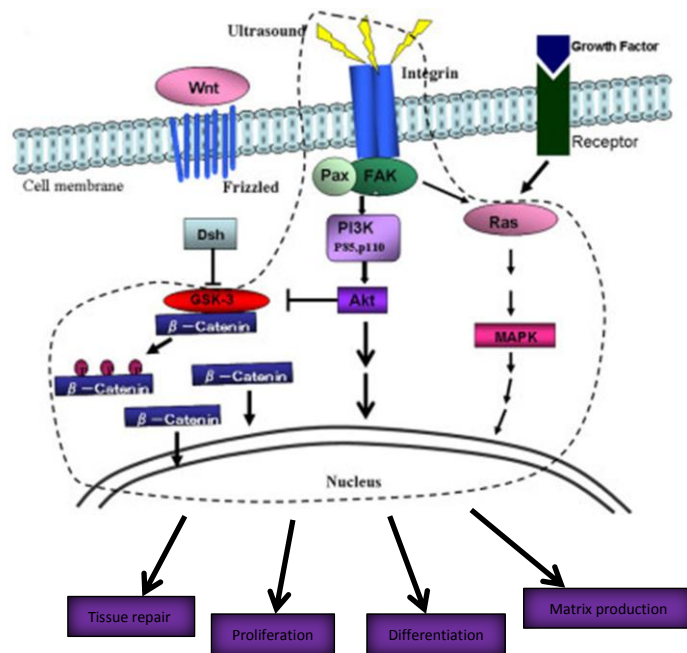 Ultrasound
Growth Factor
Integrin
Wnt
Receptor
Cell membrane
Frizzled
Pax
FAK
Ras
Dsh
PI3K
P85,p110
GSK-3
Akt
β－Catenin
MAPK
β－Catenin
β－Catenin
β－Catenin
Nucleus
Tissue repair
Proliferation
Differentiation
Matrix production